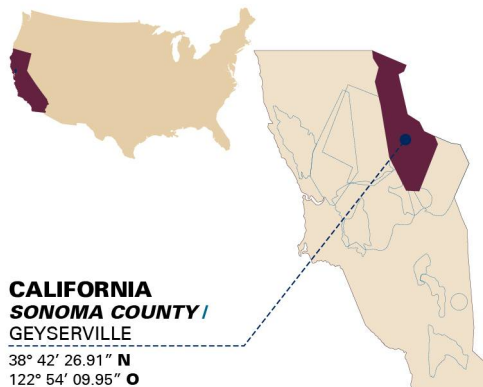 CALIFORNIA
SONOMA COUNTY /
GEYSERVILLE
38° 42′ 26.91″ N
122° 54′ 09.95″ O